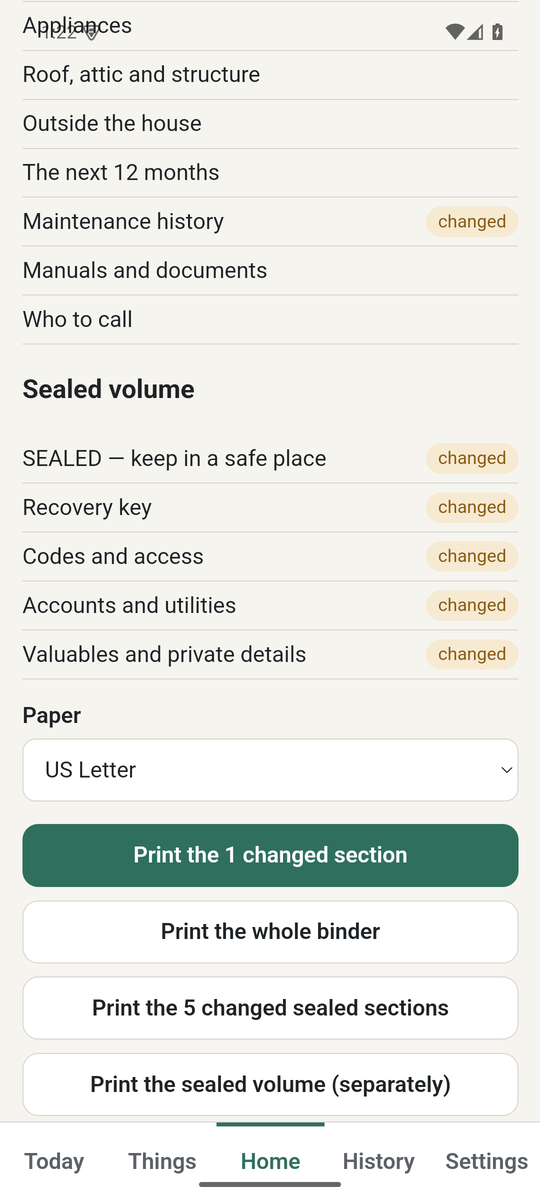 Appliances
1:22
Roof, attic and structure
Outside the house
The next 12 months
Maintenance history changed
Manuals and documents
Who to call
Sealed volume
SEALED — keep in a safe place changed
Recovery key changed
Codes and access changed
Accounts and utilities changed
Valuables and private details changed
Paper
US Letter
Print the 1 changed section
Print the whole binder
Print the 5 changed sealed sections
Print the sealed volume (separately)
Today Things Home History Settings